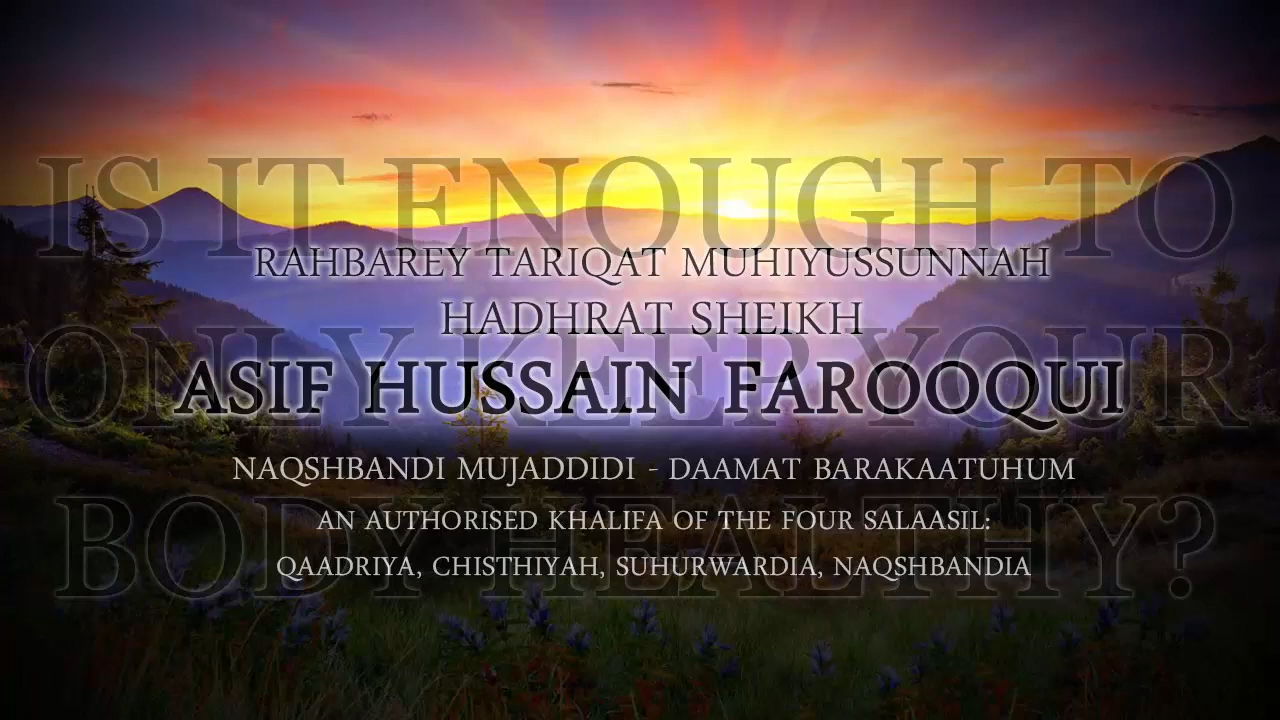 IS IT ENOUGH TO
RAHBAREY TARIQAT MUHIYUSSUNNAH
HADHRAT SHEIKH
ONLY KEEP YOUR
ASIF HUSSAIN FAROOQUI
NAQSHBANDI MUJADDIDI - DAAMAT BARAKAATUHUM
BODY HEALTHY?
AN AUTHORISED KHALIFA OF THE FOUR SALAASIL:
QAADRIYA, CHISTHIYAH, SUHURWARDIA, NAQSHBANDIA